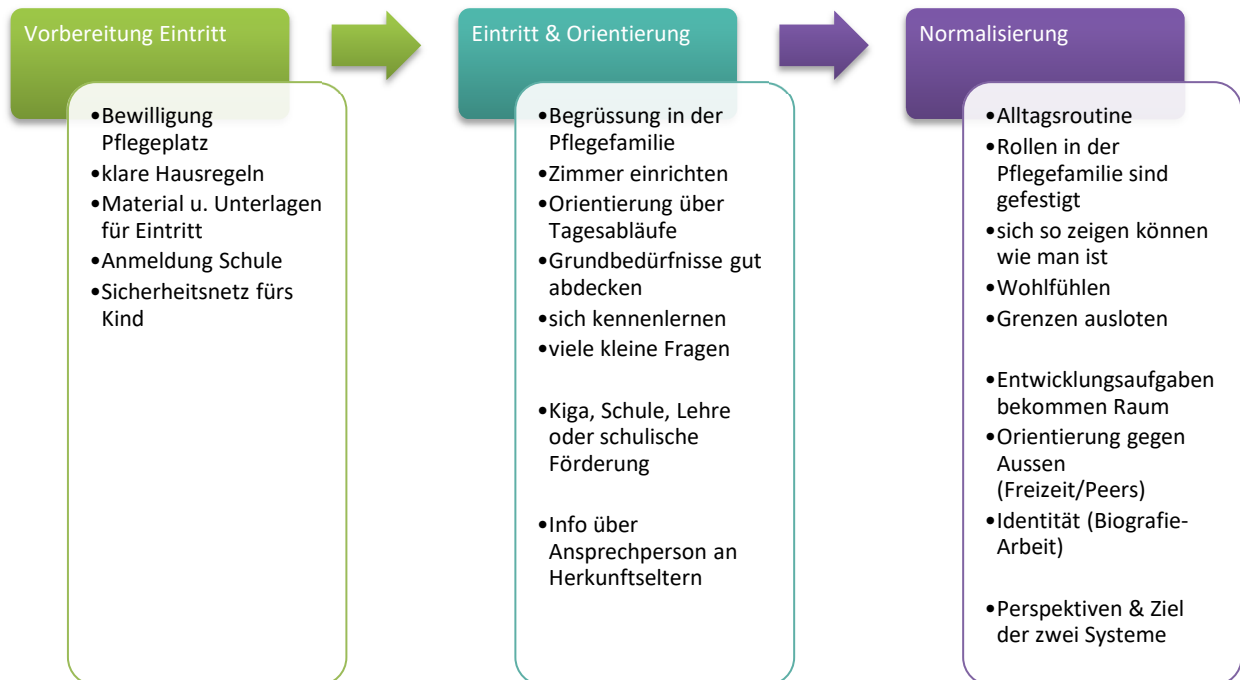 Vorbereitung Eintritt
•Bewilligung
Pflegeplatz
•klare Hausregeln
•Material u. Unterlagen
für Eintritt
•Anmeldung Schule
•Sicherheitsnetz fürs
Kind
Eintritt & Orientierung
•Begrüssung in der
Pflegefamilie
•Zimmer einrichten
•Orientierung über
Tagesabläufe
•Grundbedürfnisse gut
abdecken
•sich kennenlernen
•viele kleine Fragen
•Kiga, Schule, Lehre
oder schulische
Förderung
•Info über
Ansprechperson an
Herkunftseltern
Normalisierung
•Alltagsroutine
•Rollen in der
Pflegefamilie sind
gefestigt
•sich so zeigen können
wie man ist
•Wohlfühlen
•Grenzen ausloten
•Entwicklungsaufgaben
bekommen Raum
•Orientierung gegen
Aussen
(Freizeit/Peers)
•Identität (Biografie-
Arbeit)
•Perspektiven & Ziel
der zwei Systeme